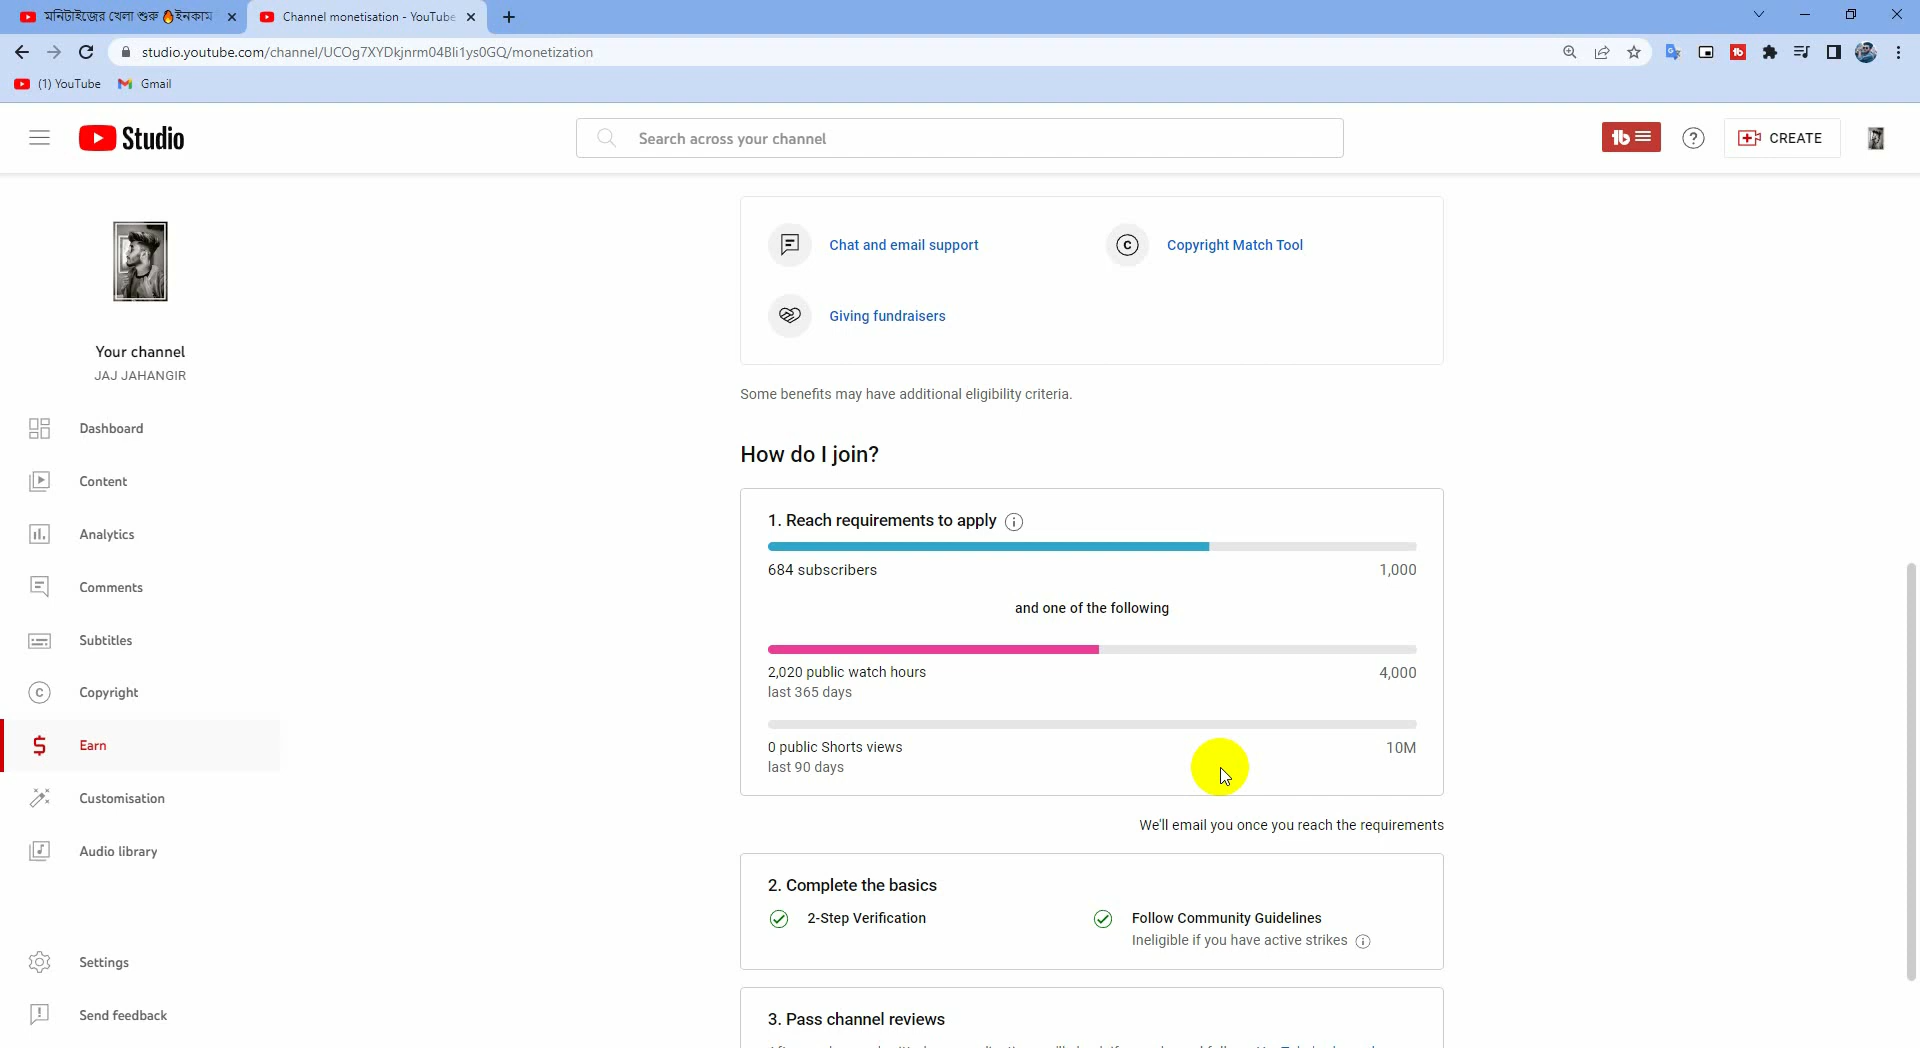 মনিটাইজের খেলা শুরু 🔥ইনকাম
Channel monetisation - YouTube
studio.youtube.com/channel/UCOg7XYDkjnrm04Bli1ys0GQ/monetization
(1) YouTube
Gmail
Studio
Search across your channel
CREATE
Chat and email support
Copyright Match Tool
Giving fundraisers
Your channel
JAJ JAHANGIR
Some benefits may have additional eligibility criteria.
Dashboard
How do I join?
Content
1. Reach requirements to apply
Analytics
684 subscribers
1,000
Comments
and one of the following
Subtitles
2,020 public watch hours
4,000
last 365 days
Copyright
0 public Shorts views
10M
last 90 days
Earn
Customisation
We'll email you once you reach the requirements
Audio library
2. Complete the basics
2-Step Verification
Follow Community Guidelines
Ineligible if you have active strikes
Settings
Send feedback
3. Pass channel reviews